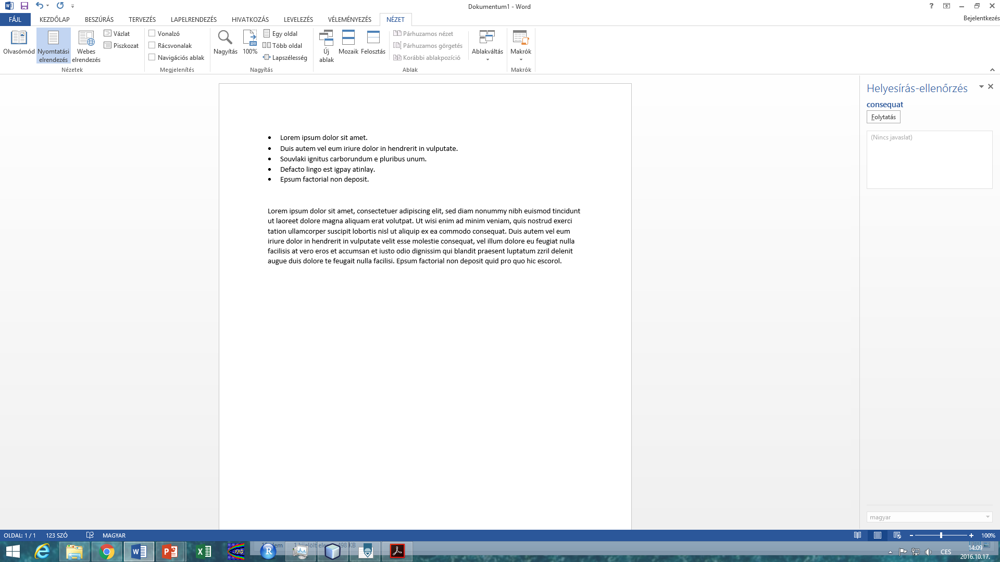 Dokumentum1 - Word
FÁJL KEZDŐLAP BESZÚRÁS TERVEZÉS LAPELRENDEZÉS HIVATKOZÁS LEVELEZÉS VÉLEMÉNYEZÉS NÉZET Bejelentkezés
Olvasómód
Nyomtatási elrendezés
Webes elrendezés
Vázlat
Piszkozat
Nézetek
Vonalzó
Rácsvonalak
Navigációs ablak
Megjelenítés
Nagyítás
100%
Egy oldal
Több oldal
Lapszélesség
Nagyítás
Új ablak
Mozaik
Felosztás
Párhuzamos nézet
Párhuzamos görgetés
Korábbi ablakpozíció
Ablak
Ablakváltás
Makrók
Makrók
Helyesírás-ellenőrzés
consequat
Folytatás
(Nincs javaslat)
magyar
• Lorem ipsum dolor sit amet.
• Duis autem vel eum iriure dolor in hendrerit in vulputate.
• Souvlaki ignitus carborundum e pluribus unum.
• Defacto lingo est igpay atinlay.
• Epsum factorial non deposit.
Lorem ipsum dolor sit amet, consectetuer adipiscing elit, sed diam nonummy nibh euismod tincidunt
ut laoreet dolore magna aliquam erat volutpat. Ut wisi enim ad minim veniam, quis nostrud exerci
tation ullamcorper suscipit lobortis nisl ut aliquip ex ea commodo consequat. Duis autem vel eum
iriure dolor in hendrerit in vulputate velit esse molestie consequat, vel illum dolore eu feugiat nulla
facilisis at vero eros et accumsan et iusto odio dignissim qui blandit praesent luptatum zzril delenit
augue duis dolore te feugait nulla facilisi. Epsum factorial non deposit quid pro quo hic escorol.
OLDAL: 1 / 1 123 SZÓ MAGYAR 100%
PRO
1 kijelölt elem 498 KB
CES
14:09
2016.10.17.